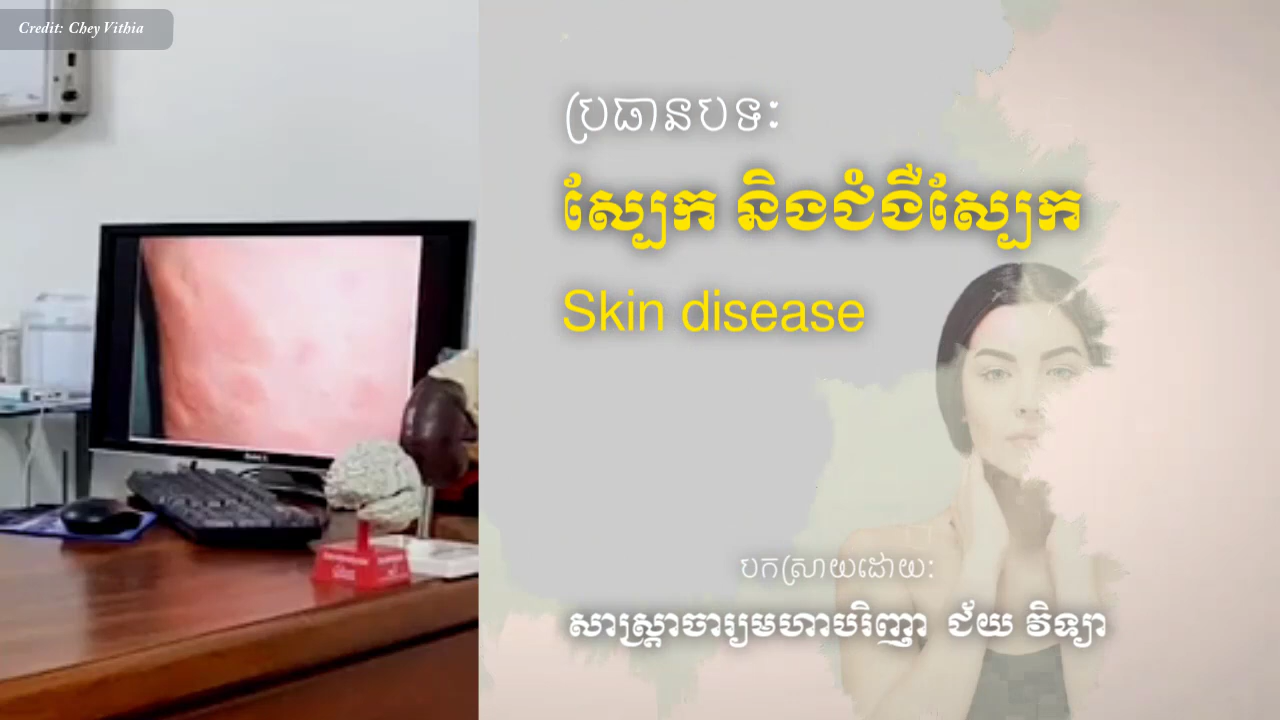 Credit: Chey Vithia
ប្រធានបទៈ
ស្បែក និងជំងឺស្បែក
Skin disease
DELL
បកស្រាយដោយៈ
សាស្ត្រាចារ្យមហាបរិញ្ញា ជ័យ វិទ្យា